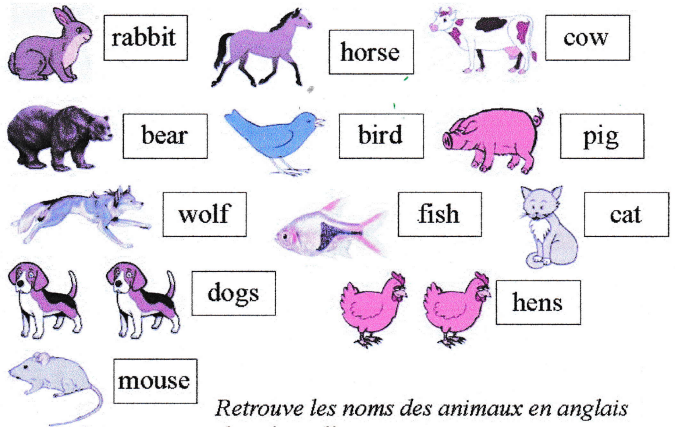 rabbit
horse
cow
bear
bird
pig
wolf
fish
cat
dogs
hens
mouse
Retrouve les noms des animaux en anglais